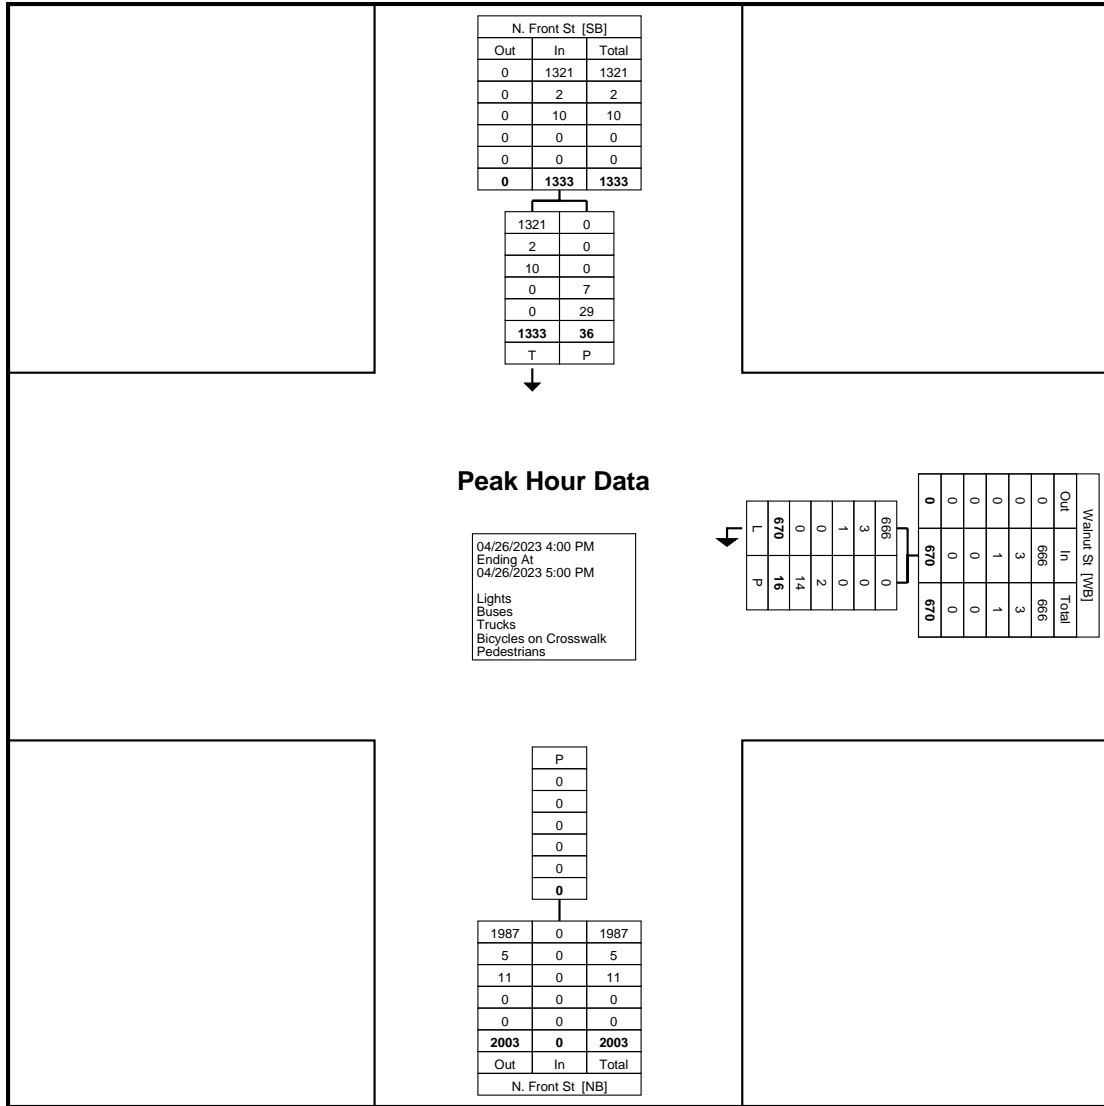 N. Front St [SB]
Out In Total
0 1321 1321
0 2 2
0 10 10
0 0 0
0 0 0
0 1333 1333
1321 0
2 0
10 0
0 7
0 29
1333 36
T P
Peak Hour Data
04/26/2023 4:00 PM
Ending At
04/26/2023 5:00 PM
Lights
Buses
Trucks
Bicycles on Crosswalk
Pedestrians
Walnut St [WB]
Out In Total
0 666 666
0 3 3
0 1 1
0 0 0
0 0 0
0 670 670
666 0
3 0
1 0
0 2
0 14
670 16
L P
P
0
0
0
0
0
0
1987 0 1987
5 0 5
11 0 11
0 0 0
0 0 0
2003 0 2003
Out In Total
N. Front St [NB]